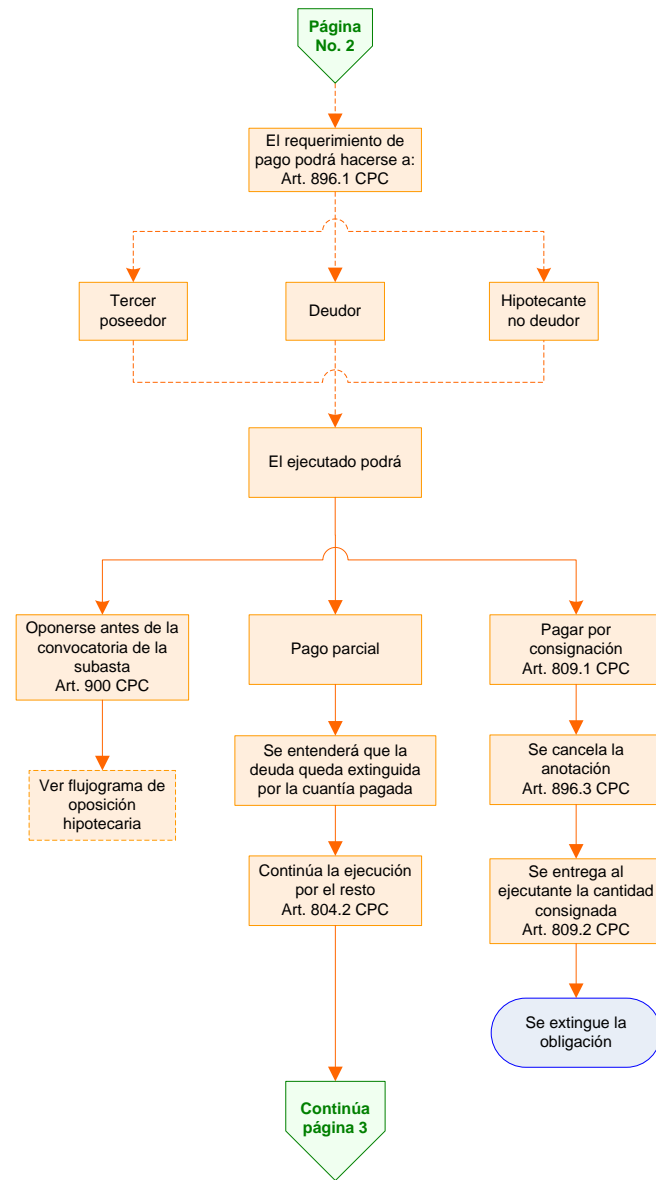 Página
No. 2
El requerimiento de
pago podrá hacerse a:
Art. 896.1 CPC
Tercer
poseedor
Deudor
Hipotecante
no deudor
El ejecutado podrá
Oponerse antes de la
convocatoria de la
subasta
Art. 900 CPC
Pago parcial
Pagar por
consignación
Art. 809.1 CPC
Ver flujograma de
oposición
hipotecaria
Se entenderá que la
deuda queda extinguida
por la cuantía pagada
Se cancela la
anotación
Art. 896.3 CPC
Continúa la ejecución
por el resto
Art. 804.2 CPC
Se entrega al
ejecutante la cantidad
consignada
Art. 809.2 CPC
Se extingue la
obligación
Continúa
página 3